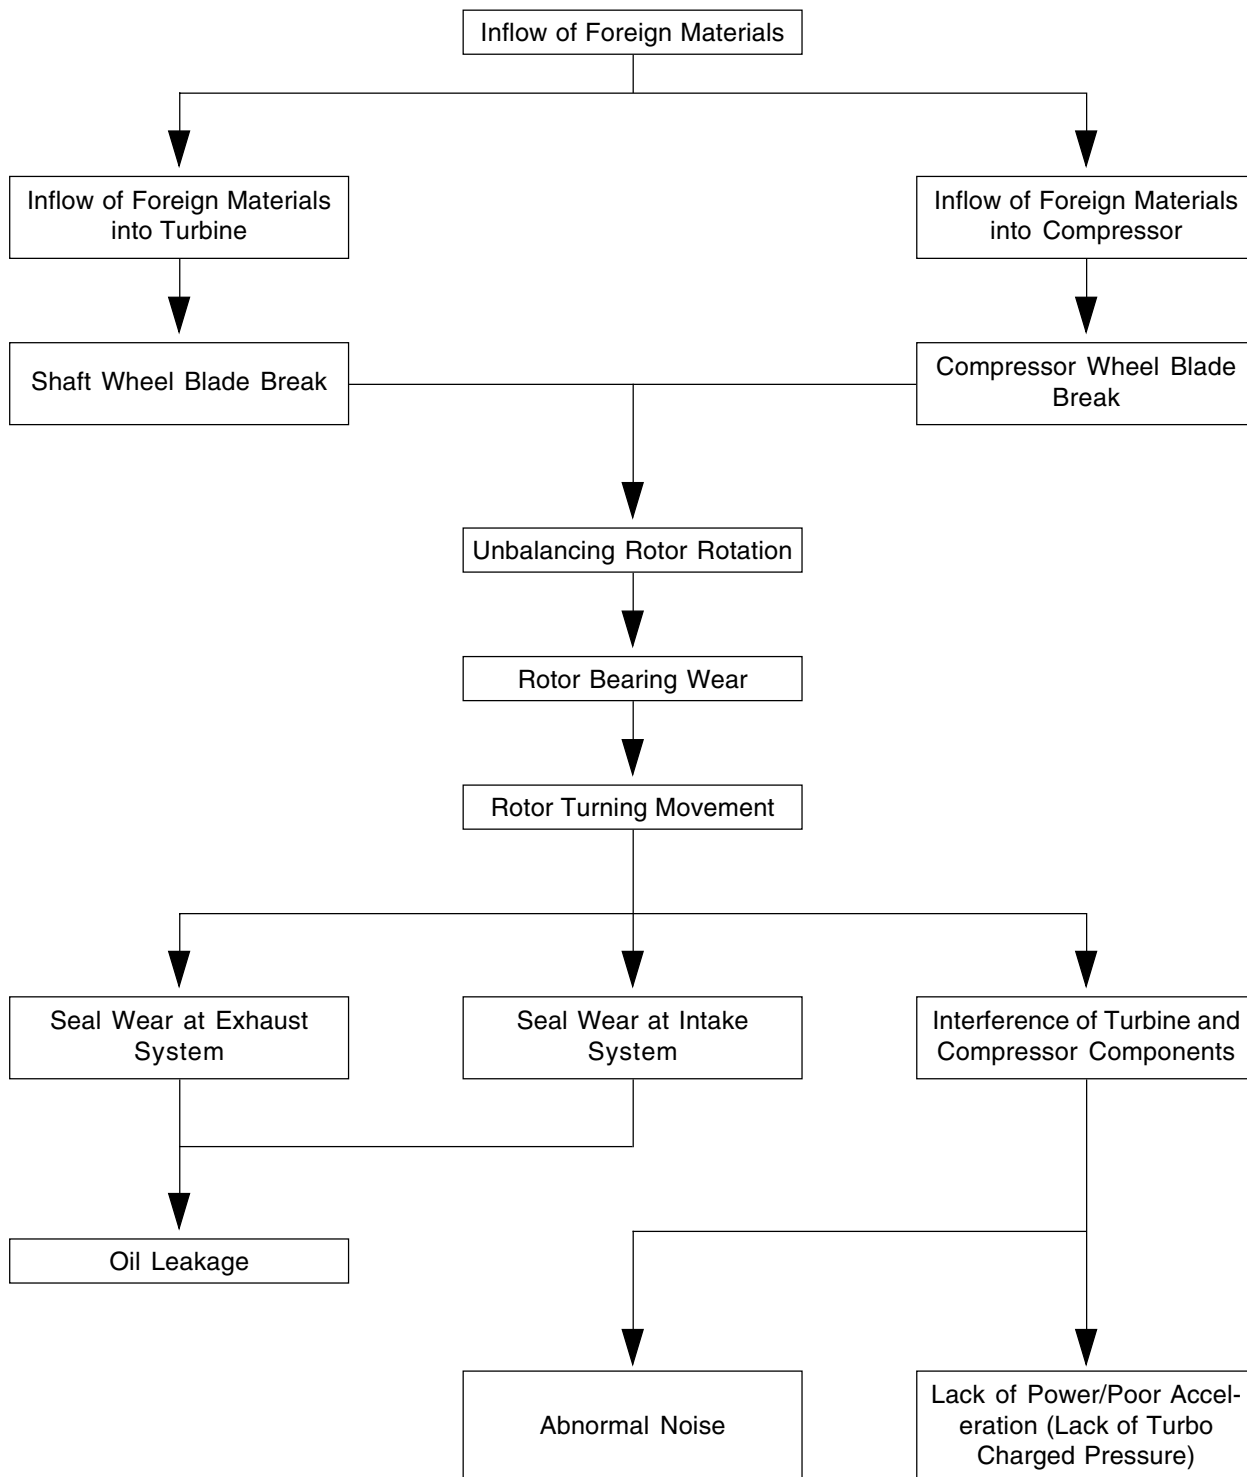 Inflow of Foreign Materials
Inflow of Foreign Materials
into Turbine
Inflow of Foreign Materials
into Compressor
Shaft Wheel Blade Break
Compressor Wheel Blade
Break
Unbalancing Rotor Rotation
Rotor Bearing Wear
Rotor Turning Movement
Seal Wear at Exhaust
System
Seal Wear at Intake
System
Interference of Turbine and
Compressor Components
Oil Leakage
Abnormal Noise
Lack of Power/Poor Accel-
eration (Lack of Turbo
Charged Pressure)